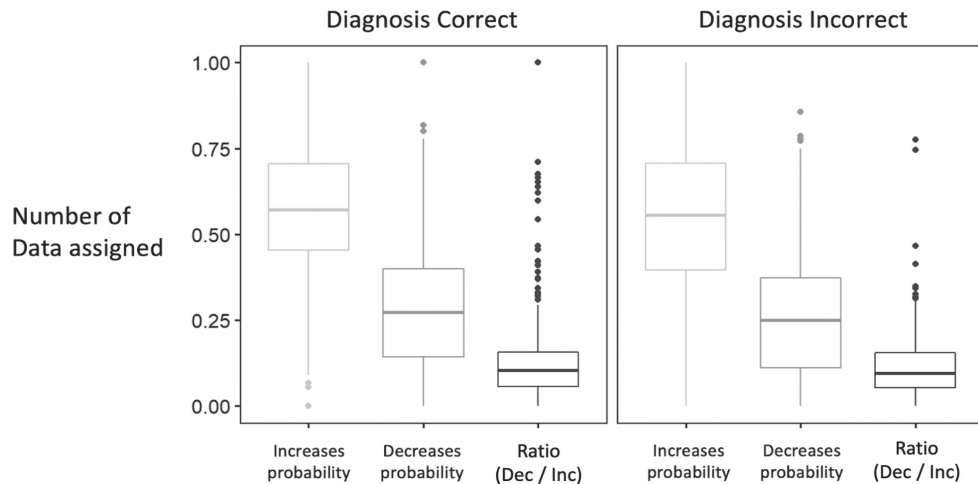 Diagnosis Correct
Diagnosis Incorrect
Number of
Data assigned
1.00
0.75
0.50
0.25
0.00
Increases
probability
Decreases
probability
Ratio
(Dec / Inc)
Increases
probability
Decreases
probability
Ratio
(Dec / Inc)